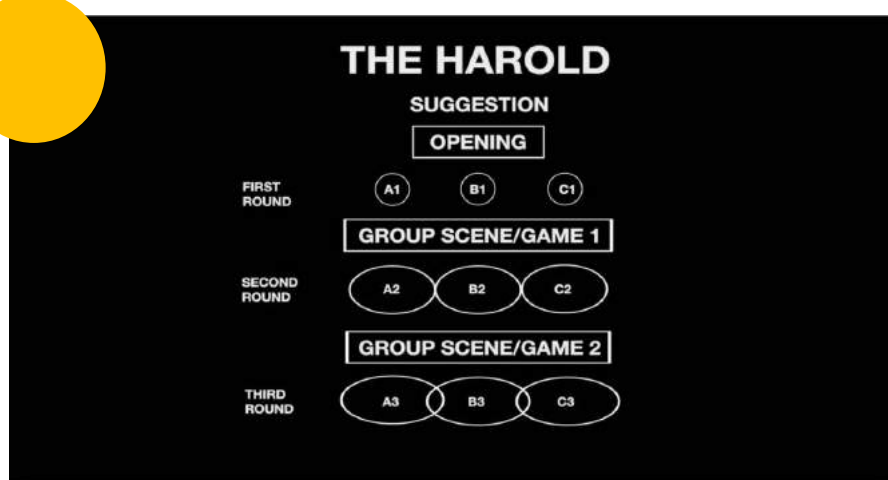 THE HAROLD
SUGGESTION
OPENING
FIRST
ROUND
A1 B1 C1
GROUP SCENE/GAME 1
SECOND
ROUND
A2 B2 C2
GROUP SCENE/GAME 2
THIRD
ROUND
A3 B3 C3